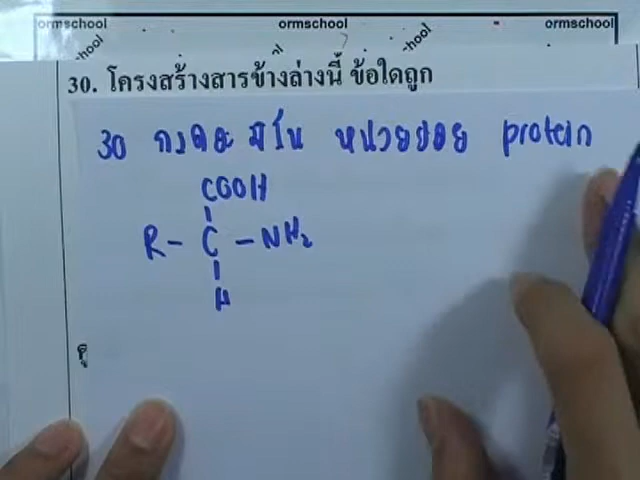 ormschool ormschool ormschool
hool hool
30. โครงสร้างสารข้างล่างนี้ ข้อใดถูก
30 กรดอะมิโน หน่วยย่อย protein
COOH
R - C - NH₂
H